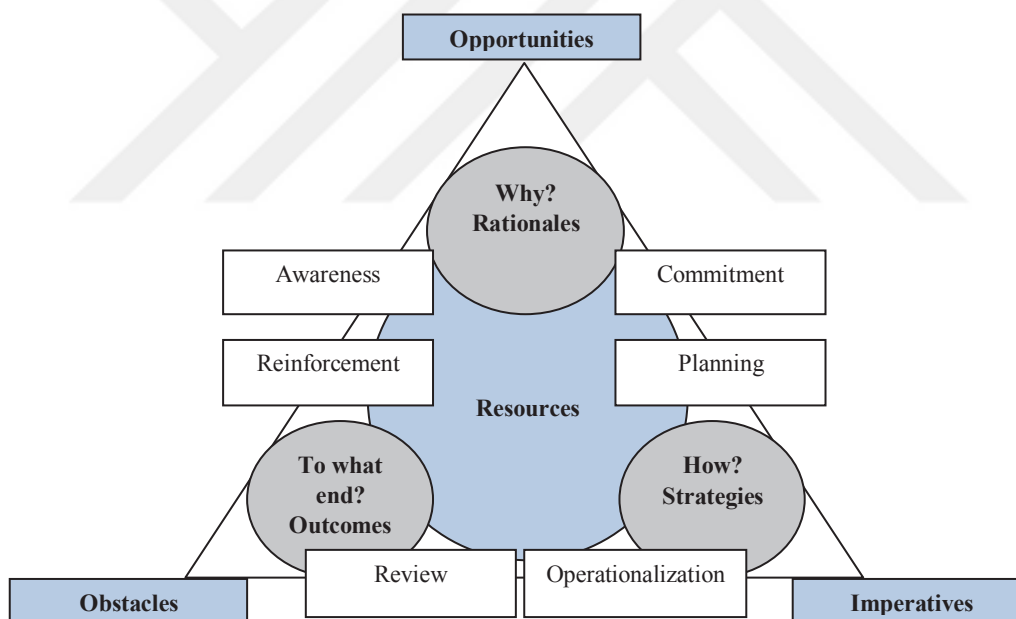 Opportunities
Why?
Rationales
Awareness
Commitment
Reinforcement
Planning
Resources
To what
end?
Outcomes
How?
Strategies
Review
Operationalization
Obstacles
Imperatives